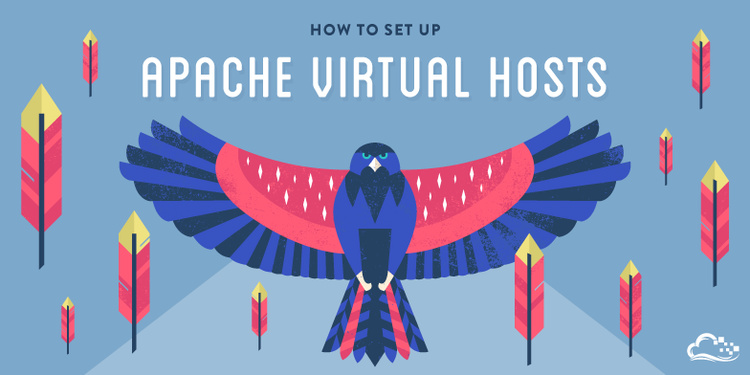 HOW TO SET UP
APACHE VIRTUAL HOSTS